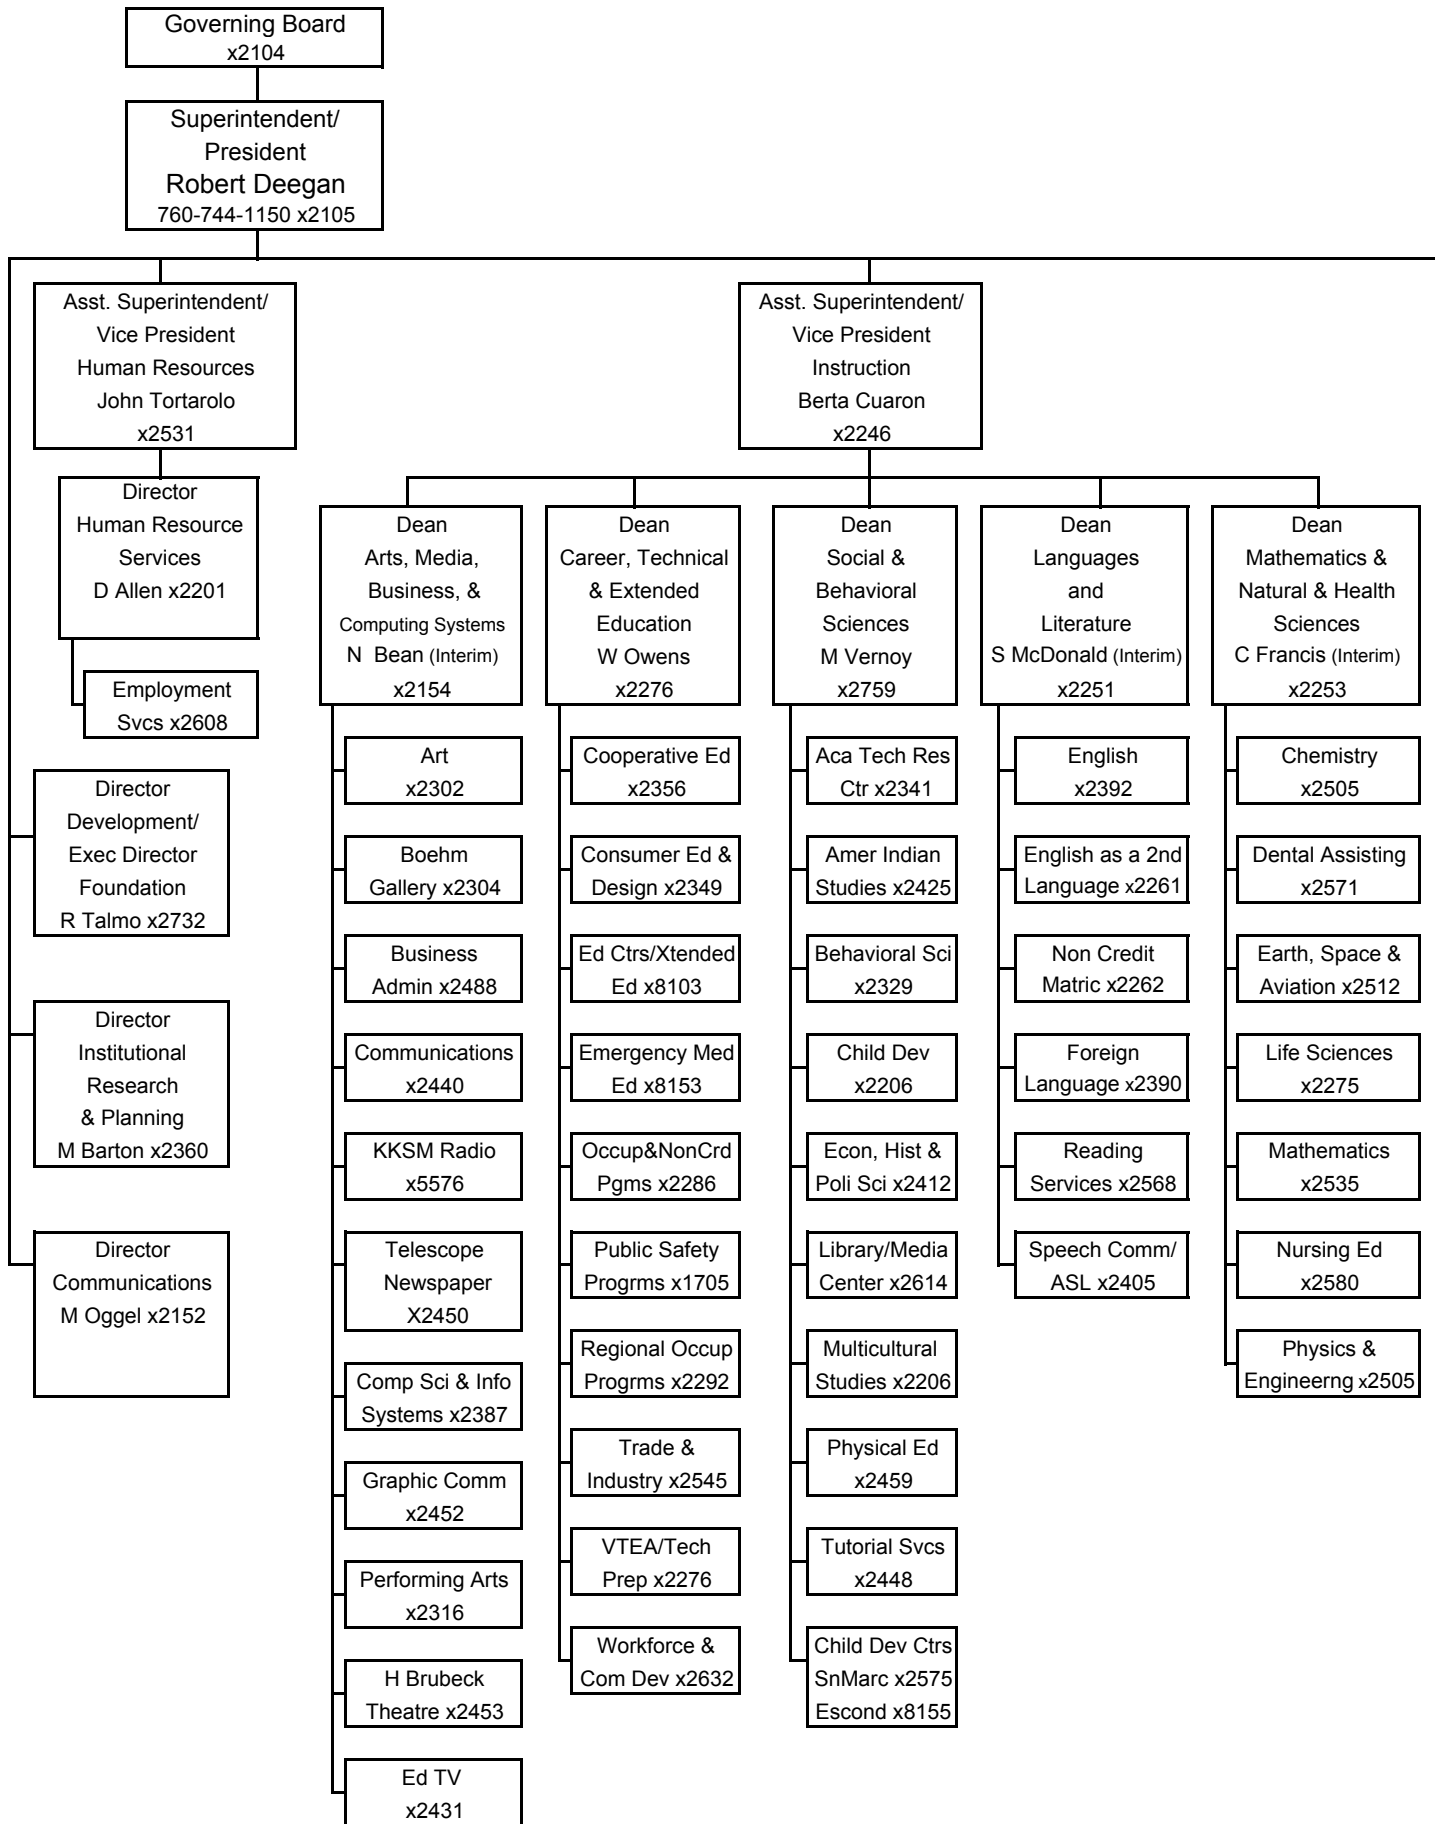 Governing Board
x2104
Superintendent/
President
Robert Deegan
760-744-1150 x2105
Asst. Superintendent/
Vice President
Human Resources
John Tortarolo
x2531
Director
Human Resource
Services
D Allen x2201
Employment
Svcs x2608
Director
Development/
Exec Director
Foundation
R Talmo x2732
Director
Institutional
Research
& Planning
M Barton x2360
Director
Communications
M Oggel x2152
Asst. Superintendent/
Vice President
Instruction
Berta Cuaron
x2246
Dean
Arts, Media,
Business, &
Computing Systems
N Bean (Interim)
x2154
Art
x2302
Boehm
Gallery x2304
Business
Admin x2488
Communications
x2440
KKSM Radio
x5576
Telescope
Newspaper
X2450
Comp Sci & Info
Systems x2387
Graphic Comm
x2452
Performing Arts
x2316
H Brubeck
Theatre x2453
Ed TV
x2431
Dean
Career, Technical
& Extended
Education
W Owens
x2276
Cooperative Ed
x2356
Consumer Ed &
Design x2349
Ed Ctrs/Xtended
Ed x8103
Emergency Med
Ed x8153
Occup&NonCrd
Pgms x2286
Public Safety
Progrms x1705
Regional Occup
Progrms x2292
Trade &
Industry x2545
VTEA/Tech
Prep x2276
Workforce &
Com Dev x2632
Dean
Social &
Behavioral
Sciences
M Vernoy
x2759
Aca Tech Res
Ctr x2341
Amer Indian
Studies x2425
Behavioral Sci
x2329
Child Dev
x2206
Econ, Hist &
Poli Sci x2412
Library/Media
Center x2614
Multicultural
Studies x2206
Physical Ed
x2459
Tutorial Svcs
x2448
Child Dev Ctrs
SnMarc x2575
Escond x8155
Dean
Languages
and
Literature
S McDonald (Interim)
x2251
English
x2392
English as a 2nd
Language x2261
Non Credit
Matric x2262
Foreign
Language x2390
Reading
Services x2568
Speech Comm/
ASL x2405
Dean
Mathematics &
Natural & Health
Sciences
C Francis (Interim)
x2253
Chemistry
x2505
Dental Assisting
x2571
Earth, Space &
Aviation x2512
Life Sciences
x2275
Mathematics
x2535
Nursing Ed
x2580
Physics &
Engineerng x2505